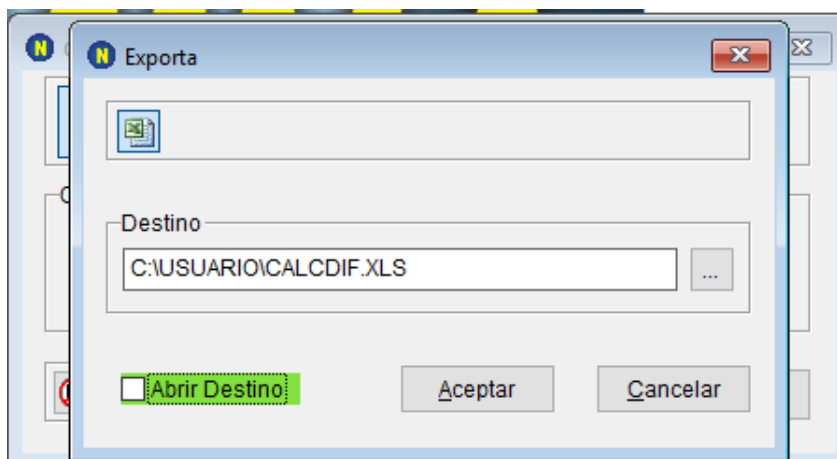 N
N Exporta
Destino
C:\USUARIO\CALCDIF.XLS
...
Abrir Destino
Aceptar
Cancelar